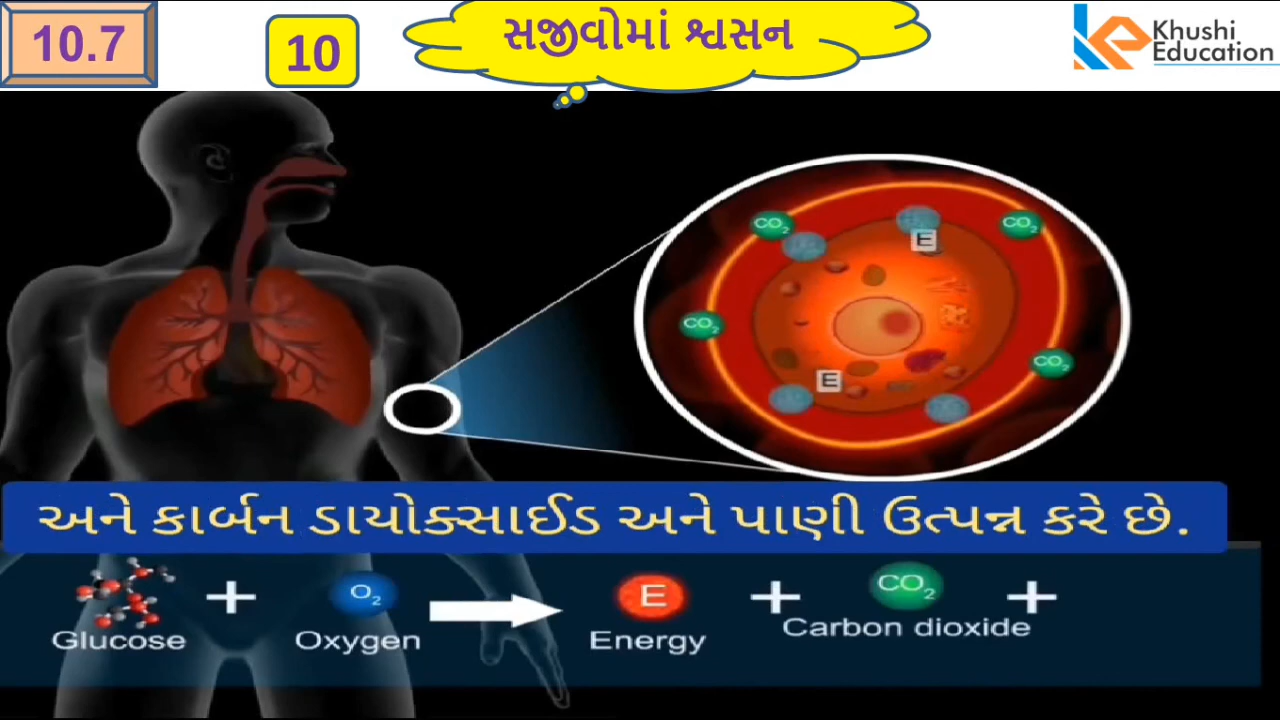 10.7
10
સજીવોમાં શ્વસન
Khushi
Education
CO₂
CO₂
E
CO₂
CO₂
E
અને કાર્બન ડાયોક્સાઈડ અને પાણી ઉત્પન્ન કરે છે.
+ O₂ E + CO₂ +
Glucose Oxygen Energy Carbon dioxide